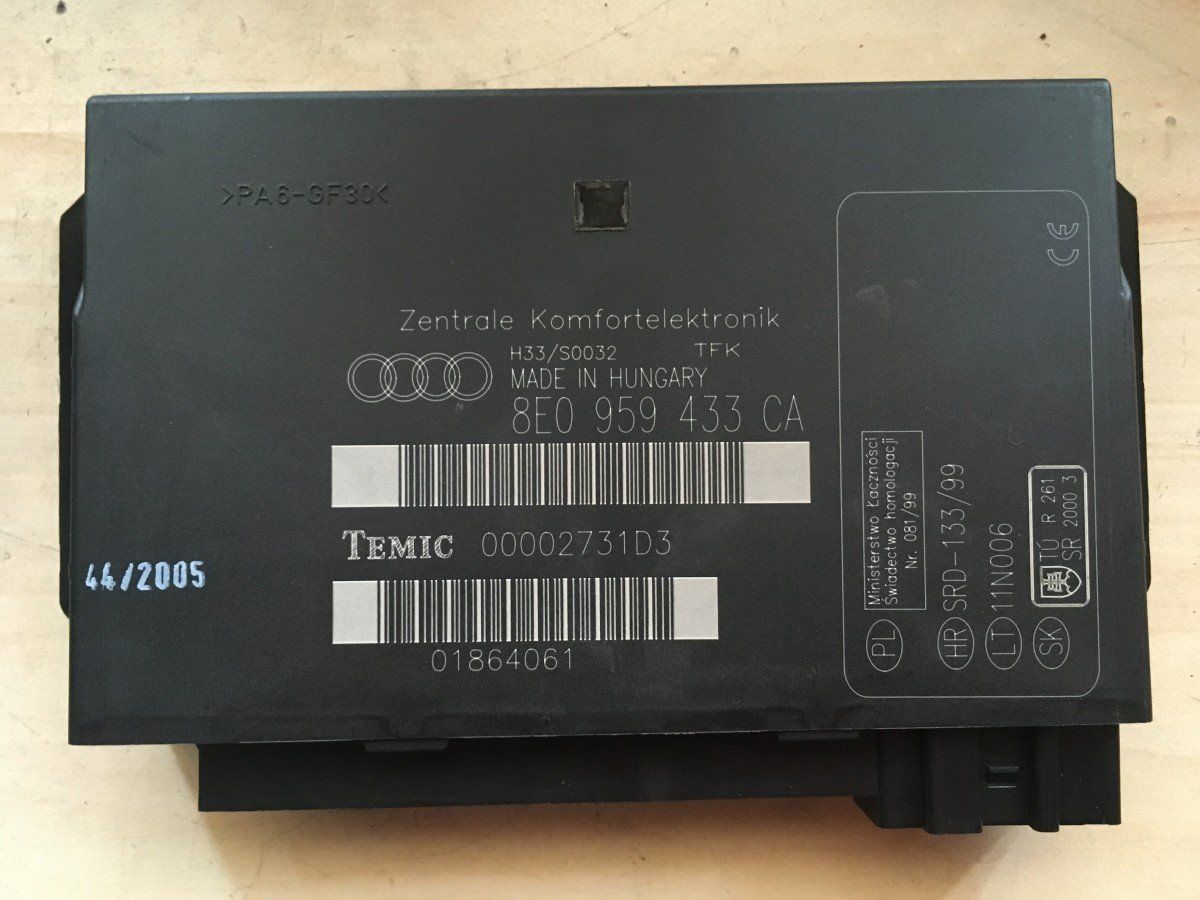 >PA6-GF30<
Zentrale Komfortelektronik
H33/S0032 TFK
MADE IN HUNGARY
8E0 959 433 CA
TEMIC 00002731D3
01864061
44/2005
CE
Ministerstwo Łączności
Świadectwo homologacji
Nr. 081/99
PL
HR SRD-133/99
LT 11N006
TÚ R 261
SR 2000 3
SK